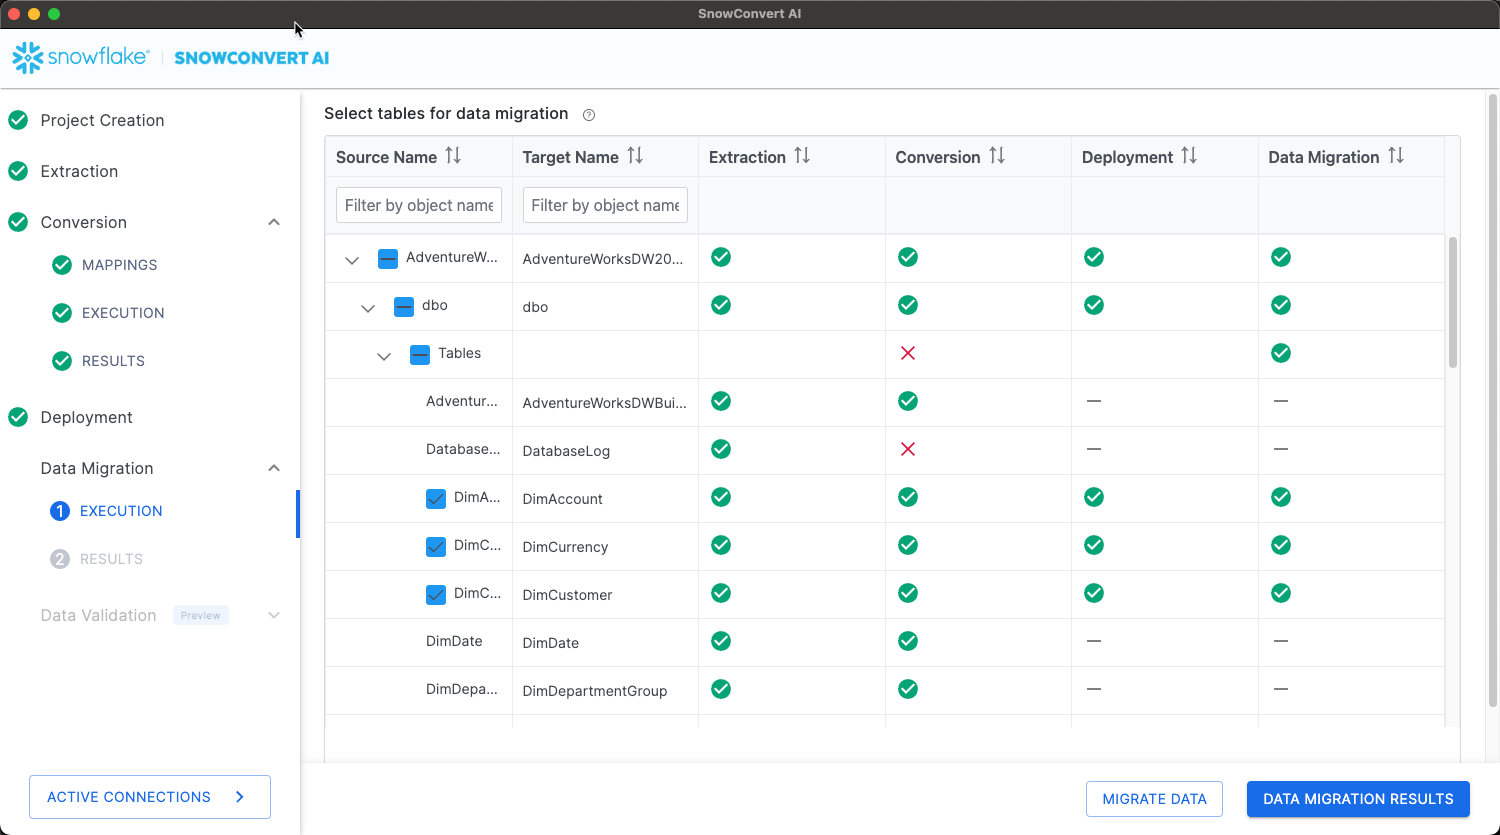 SnowConvert AI
snowflake® SNOWCONVERT AI
Project Creation
Extraction
Conversion
MAPPINGS
EXECUTION
RESULTS
Deployment
Data Migration
1 EXECUTION
2 RESULTS
Data Validation Preview
ACTIVE CONNECTIONS
Select tables for data migration ?
Source Name Target Name Extraction Conversion Deployment Data Migration
Filter by object name Filter by object name
AdventureW... AdventureWorksDW20...
dbo dbo
Tables
Adventur... AdventureWorksDWBui...
Database... DatabaseLog
DimA... DimAccount
DimC... DimCurrency
DimC... DimCustomer
DimDate DimDate
DimDepa... DimDepartmentGroup
MIGRATE DATA DATA MIGRATION RESULTS